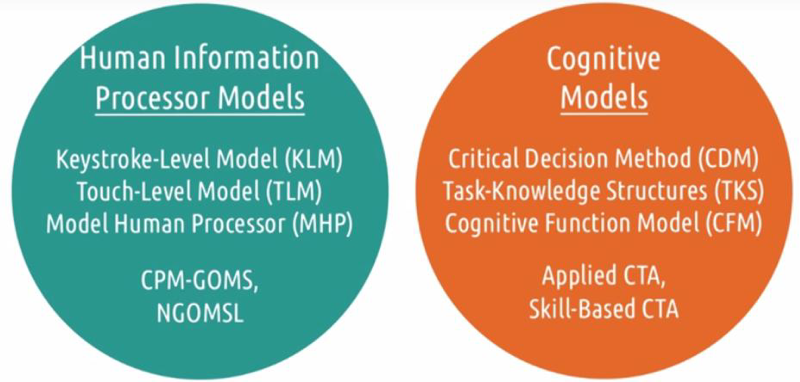 Human Information
Processor Models
Keystroke-Level Model (KLM)
Touch-Level Model (TLM)
Model Human Processor (MHP)
CPM-GOMS,
NGOMSL
Cognitive
Models
Critical Decision Method (CDM)
Task-Knowledge Structures (TKS)
Cognitive Function Model (CFM)
Applied CTA,
Skill-Based CTA